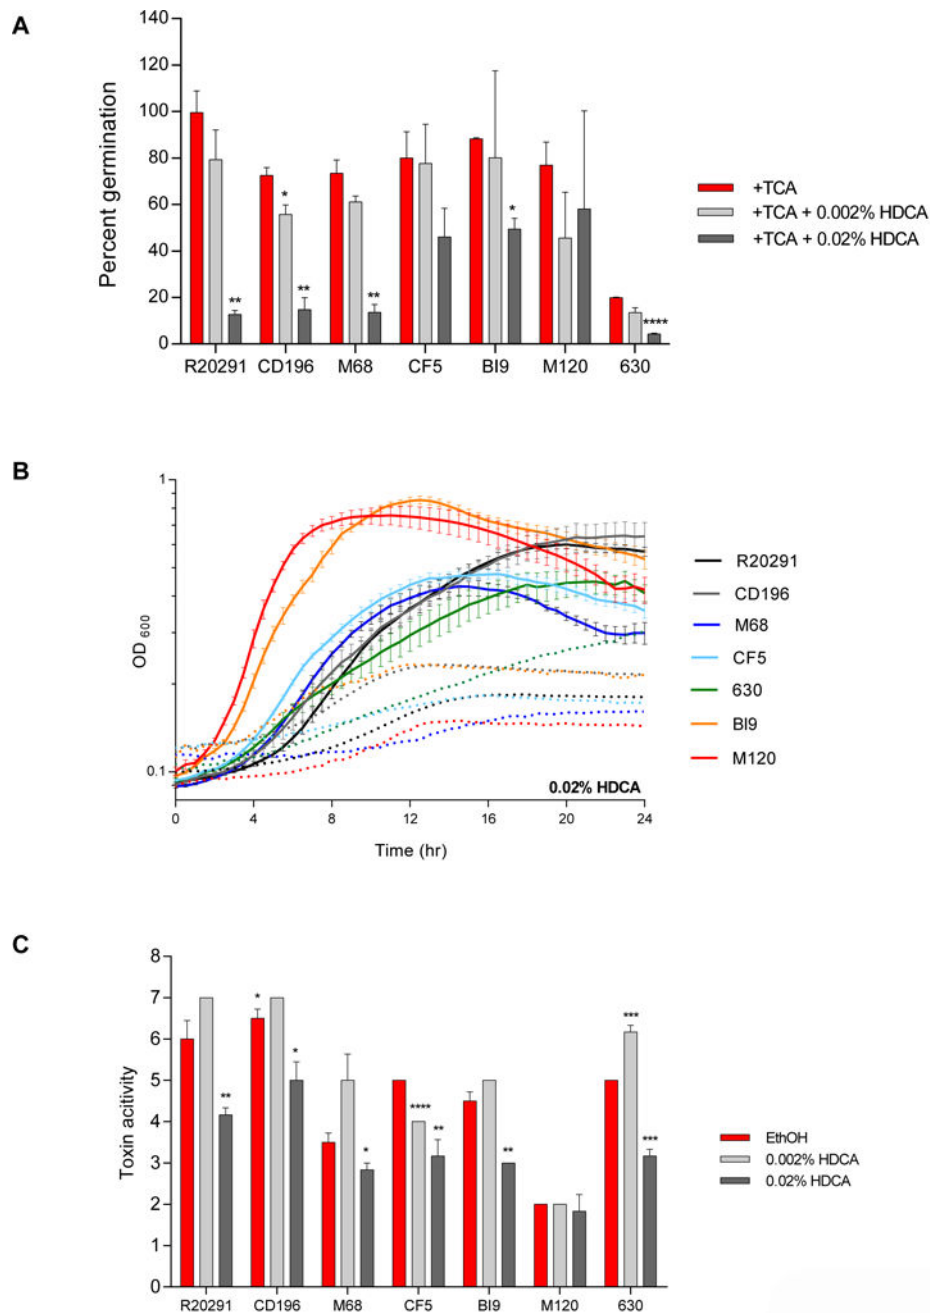 A
140
120
100
80
60
40
20
0
Percent germination
R20291 CD196 M68 CF5 BI9 M120 630
** * ** ** * ****
+TCA
+TCA + 0.002% HDCA
+TCA + 0.02% HDCA
B
1
0.1
OD 600
0 4 8 12 16 20 24
Time (hr)
0.02% HDCA
R20291
CD196
M68
CF5
630
BI9
M120
C
8
7
6
5
4
3
2
1
0
Toxin acitivity
** * * * **** ** ** *** ***
R20291 CD196 M68 CF5 BI9 M120 630
EthOH
0.002% HDCA
0.02% HDCA